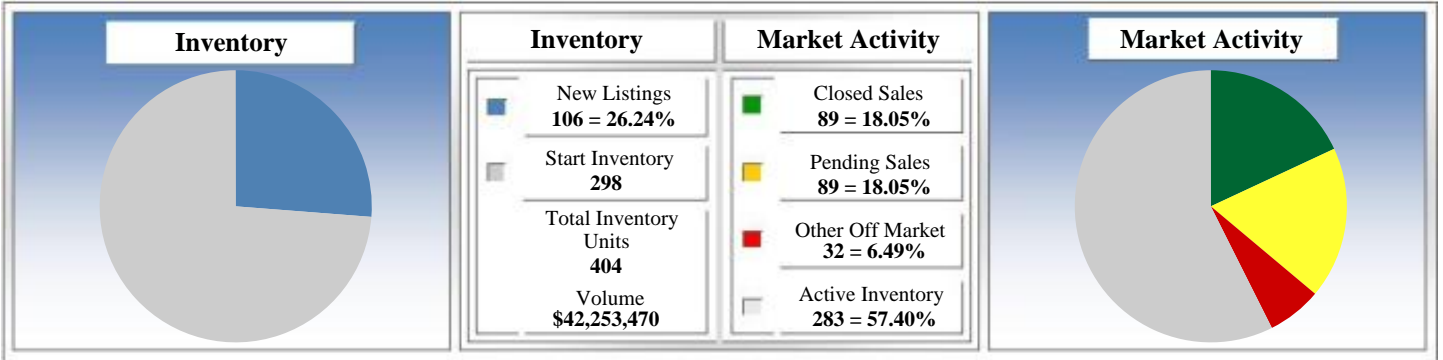 Inventory
Inventory
Market Activity
Market Activity
New Listings
106 = 26.24%
Start Inventory
298
Total Inventory
Units
404
Volume
$42,253,470
Closed Sales
89 = 18.05%
Pending Sales
89 = 18.05%
Other Off Market
32 = 6.49%
Active Inventory
283 = 57.40%